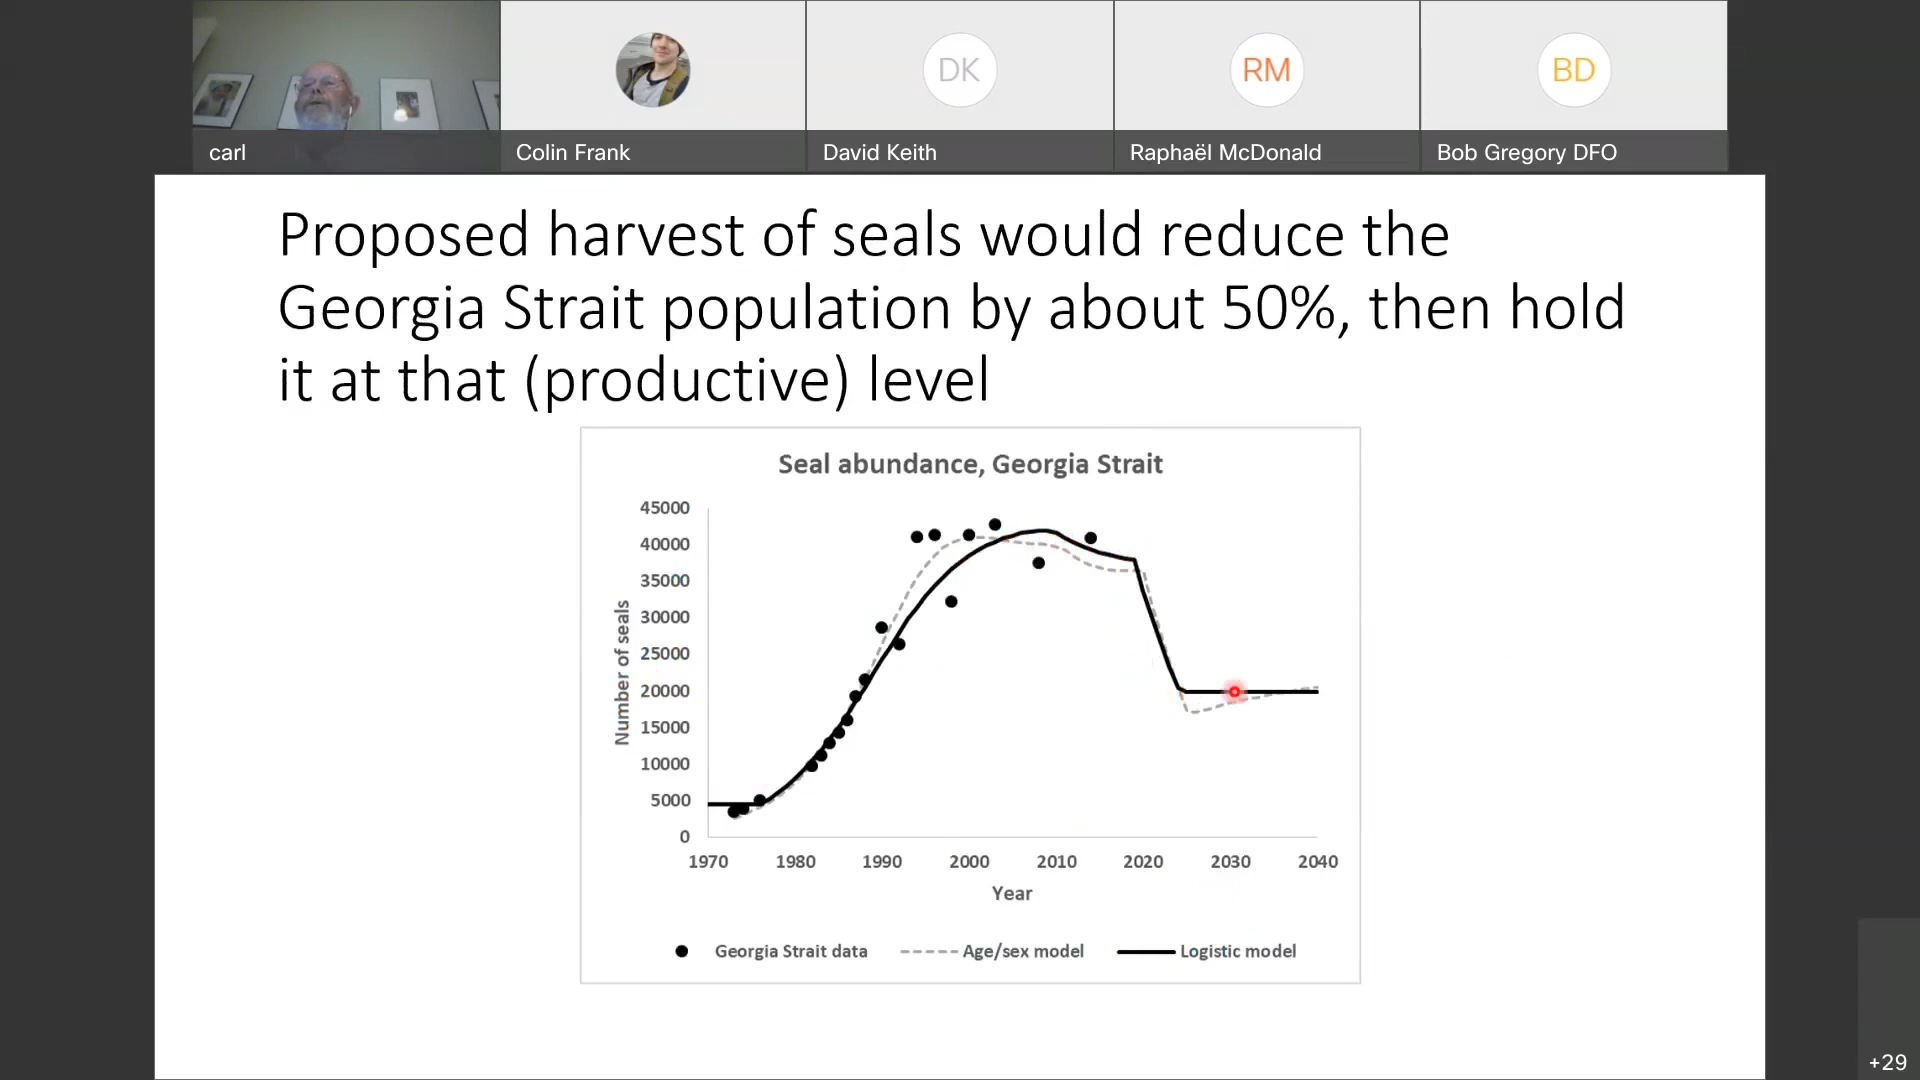 DK
RM
BD
carl
Colin Frank
David Keith
Raphaël McDonald
Bob Gregory DFO
Proposed harvest of seals would reduce the
Georgia Strait population by about 50%, then hold
it at that (productive) level
Seal abundance, Georgia Strait
45000
40000
35000
30000
25000
20000
15000
10000
5000
0
Number of seals
1970 1980 1990 2000 2010 2020 2030 2040
Year
Georgia Strait data Age/sex model Logistic model
+29